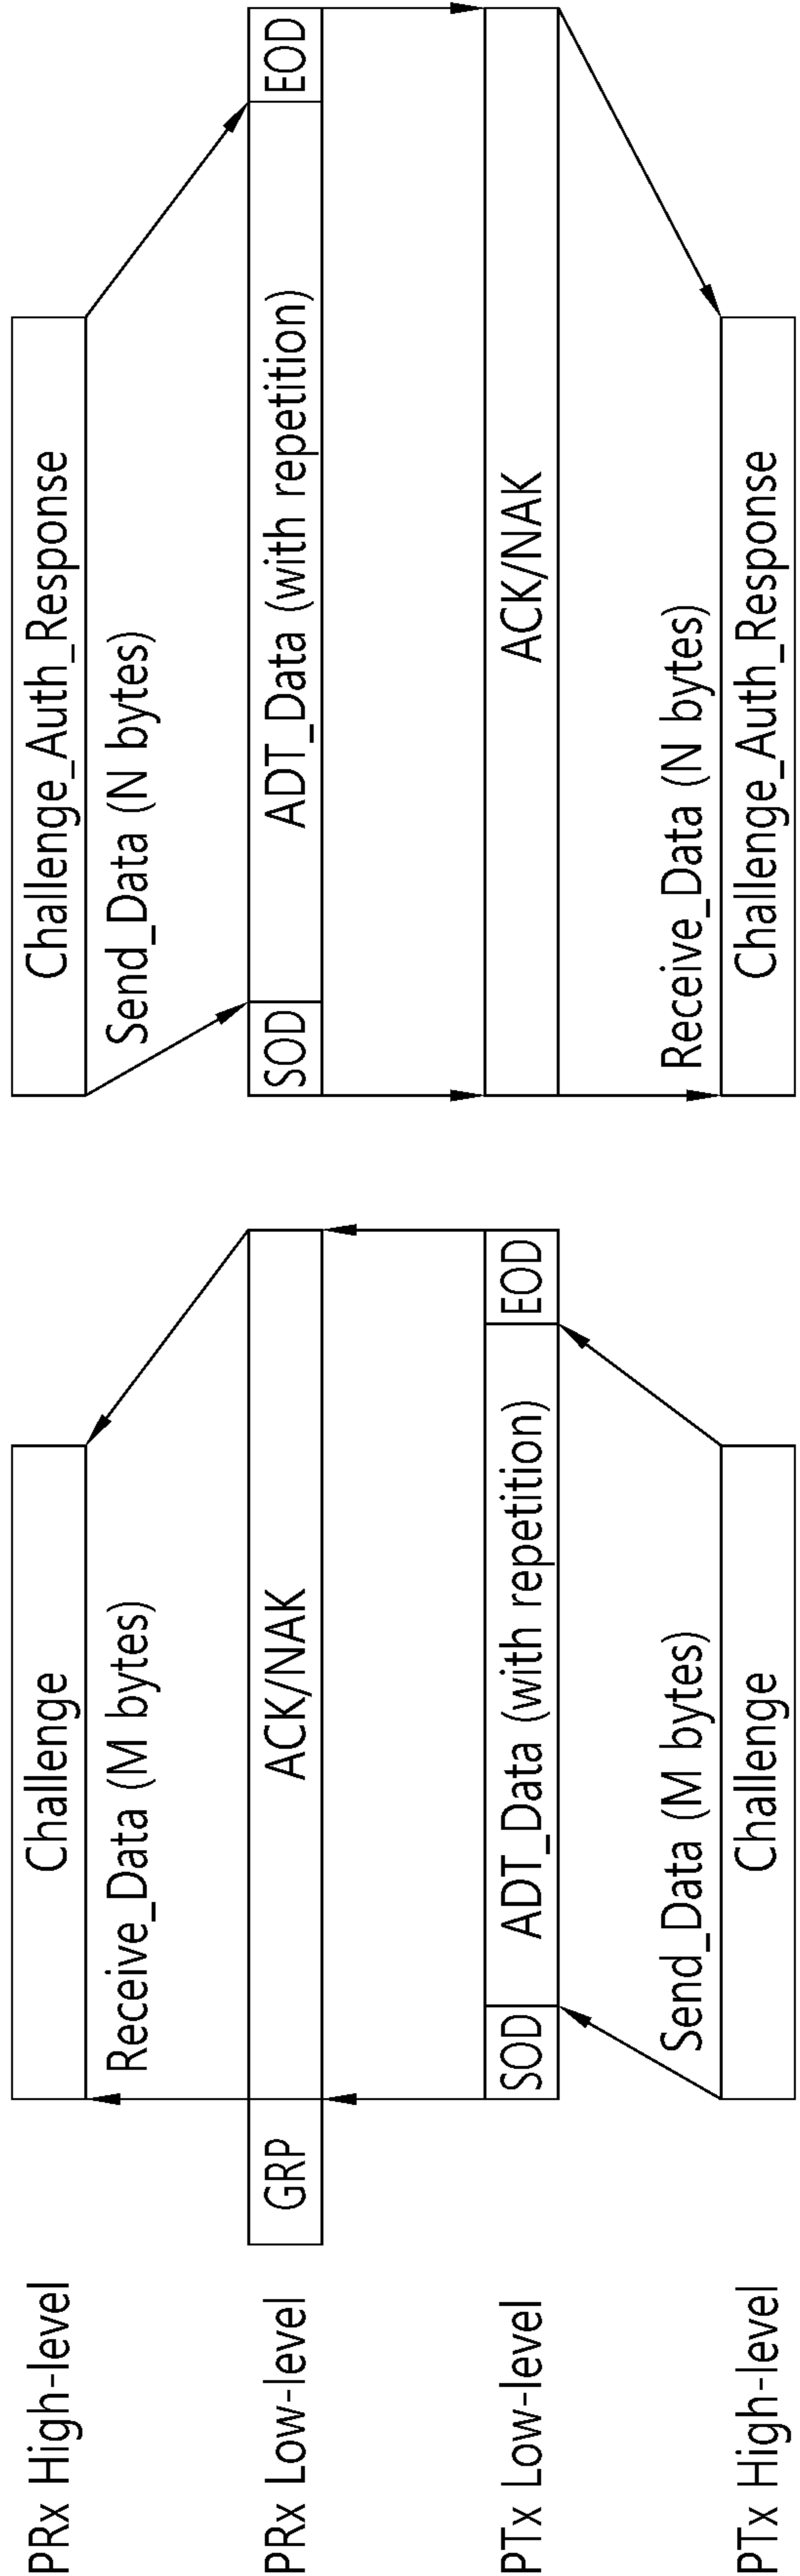 PRx High-level
Challenge
Challenge_Auth_Response
Receive_Data (M bytes)
Send_Data (N bytes)
PRx Low-level
GRP
ACK/NAK
SOD
ADT_Data (with repetition)
EOD
PTx Low-level
SOD
ADT_Data (with repetition)
EOD
ACK/NAK
Send_Data (M bytes)
Receive_Data (N bytes)
PTx High-level
Challenge
Challenge_Auth_Response